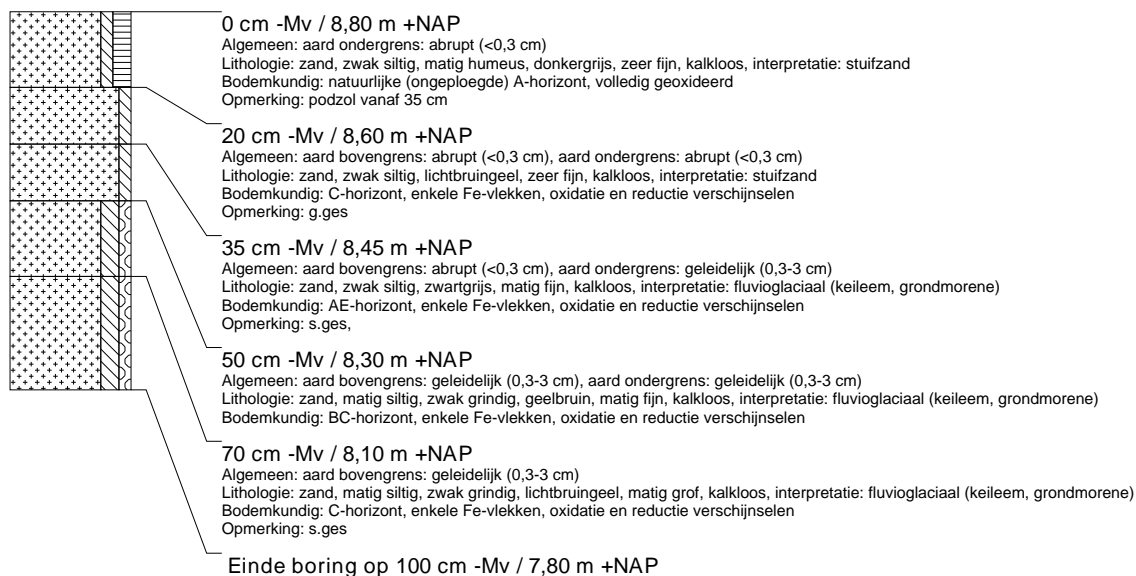 0 cm -Mv / 8,80 m +NAP
Algemeen: aard ondergrens: abrupt (<0,3 cm)
Lithologie: zand, zwak siltig, matig humeus, donkergrijs, zeer fijn, kalkloos, interpretatie: stuifzand
Bodemkundig: natuurlijke (ongeploegde) A-horizont, volledig geoxideerd
Opmerking: podzol vanaf 35 cm
20 cm -Mv / 8,60 m +NAP
Algemeen: aard bovengrens: abrupt (<0,3 cm), aard ondergrens: abrupt (<0,3 cm)
Lithologie: zand, zwak siltig, lichtbruingeel, zeer fijn, kalkloos, interpretatie: stuifzand
Bodemkundig: C-horizont, enkele Fe-vlekken, oxidatie en reductie verschijnselen
Opmerking: g.ges
35 cm -Mv / 8,45 m +NAP
Algemeen: aard bovengrens: abrupt (<0,3 cm), aard ondergrens: geleidelijk (0,3-3 cm)
Lithologie: zand, zwak siltig, zwartgrijs, matig fijn, kalkloos, interpretatie: fluvioglaciaal (keileem, grondmorene)
Bodemkundig: AE-horizont, enkele Fe-vlekken, oxidatie en reductie verschijnselen
Opmerking: s.ges,
50 cm -Mv / 8,30 m +NAP
Algemeen: aard bovengrens: geleidelijk (0,3-3 cm), aard ondergrens: geleidelijk (0,3-3 cm)
Lithologie: zand, matig siltig, zwak grindig, geelbruin, matig fijn, kalkloos, interpretatie: fluvioglaciaal (keileem, grondmorene)
Bodemkundig: BC-horizont, enkele Fe-vlekken, oxidatie en reductie verschijnselen
70 cm -Mv / 8,10 m +NAP
Algemeen: aard bovengrens: geleidelijk (0,3-3 cm)
Lithologie: zand, matig siltig, zwak grindig, lichtbruingeel, matig grof, kalkloos, interpretatie: fluvioglaciaal (keileem, grondmorene)
Bodemkundig: C-horizont, enkele Fe-vlekken, oxidatie en reductie verschijnselen
Opmerking: s.ges
Einde boring op 100 cm -Mv / 7,80 m +NAP